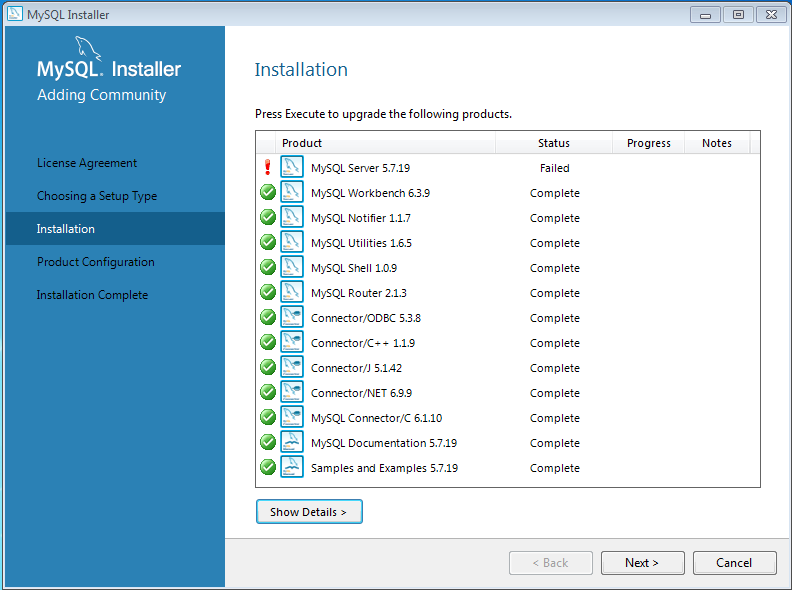 MySQL Installer
MySQL. Installer
Adding Community
License Agreement
Choosing a Setup Type
Installation
Product Configuration
Installation Complete
Installation
Press Execute to upgrade the following products.
Product Status Progress Notes
MySQL Server 5.7.19 Failed
MySQL Workbench 6.3.9 Complete
MySQL Notifier 1.1.7 Complete
MySQL Utilities 1.6.5 Complete
MySQL Shell 1.0.9 Complete
MySQL Router 2.1.3 Complete
Connector/ODBC 5.3.8 Complete
Connector/C++ 1.1.9 Complete
Connector/J 5.1.42 Complete
Connector/NET 6.9.9 Complete
MySQL Connector/C 6.1.10 Complete
MySQL Documentation 5.7.19 Complete
Samples and Examples 5.7.19 Complete
Show Details >
< Back Next > Cancel